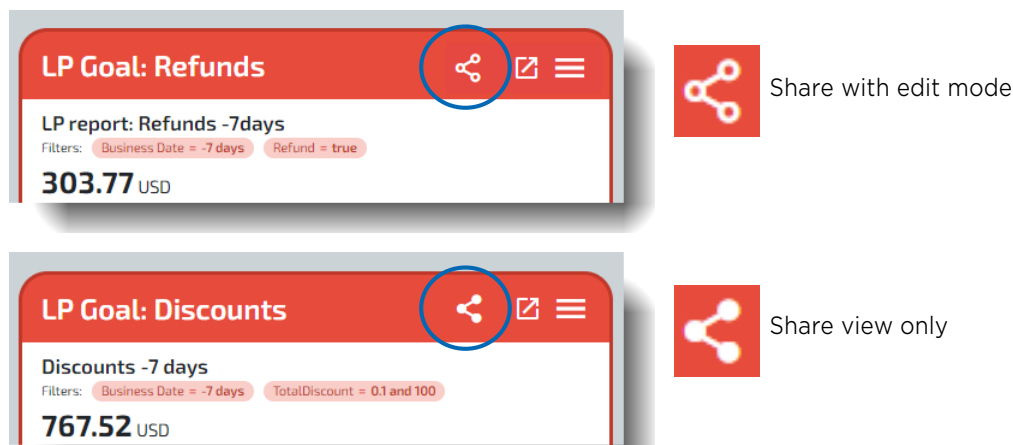 LP Goal: Refunds
LP report: Refunds -7days
Filters: Business Date = -7 days Refund = true
303.77 USD
Share with edit mode
LP Goal: Discounts
Discounts -7 days
Filters: Business Date = -7 days TotalDiscount = 0.1 and 100
767.52 USD
Share view only